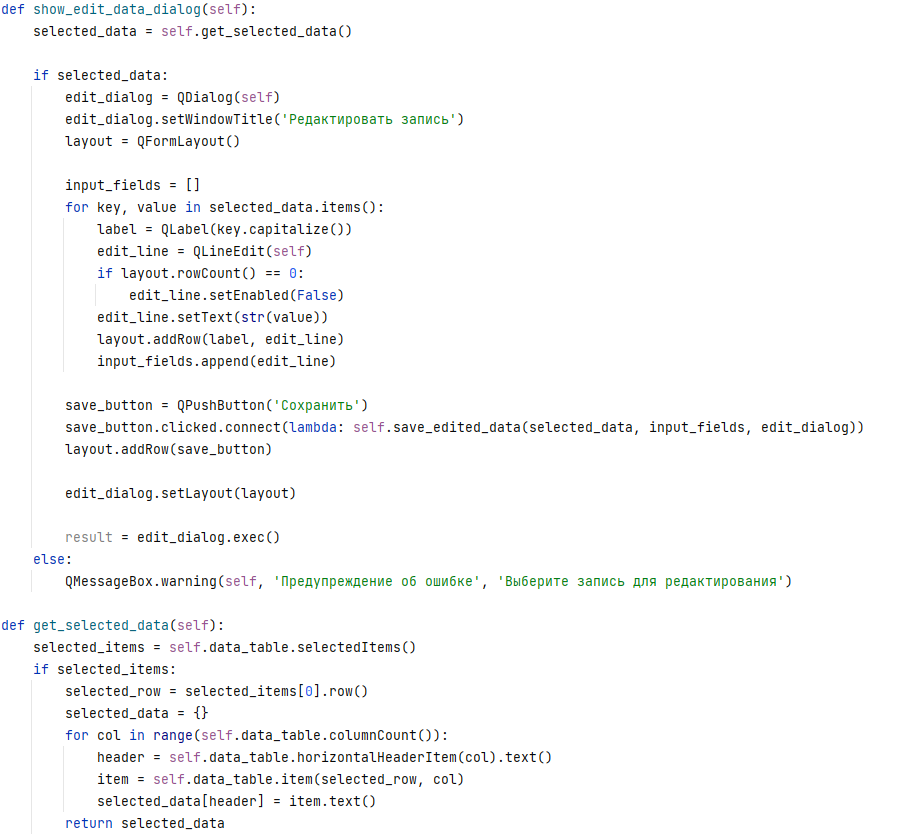 def show_edit_data_dialog(self):
    selected_data = self.get_selected_data()

    if selected_data:
        edit_dialog = QDialog(self)
        edit_dialog.setWindowTitle('Редактировать запись')
        layout = QFormLayout()

        input_fields = []
        for key, value in selected_data.items():
            label = QLabel(key.capitalize())
            edit_line = QLineEdit(self)
            if layout.rowCount() == 0:
                edit_line.setEnabled(False)
            edit_line.setText(str(value))
            layout.addRow(label, edit_line)
            input_fields.append(edit_line)

        save_button = QPushButton('Сохранить')
        save_button.clicked.connect(lambda: self.save_edited_data(selected_data, input_fields, edit_dialog))
        layout.addRow(save_button)

        edit_dialog.setLayout(layout)

        result = edit_dialog.exec()
    else:
        QMessageBox.warning(self, 'Предупреждение об ошибке', 'Выберите запись для редактирования')

def get_selected_data(self):
    selected_items = self.data_table.selectedItems()
    if selected_items:
        selected_row = selected_items[0].row()
        selected_data = {}
        for col in range(self.data_table.columnCount()):
            header = self.data_table.horizontalHeaderItem(col).text()
            item = self.data_table.item(selected_row, col)
            selected_data[header] = item.text()
        return selected_data